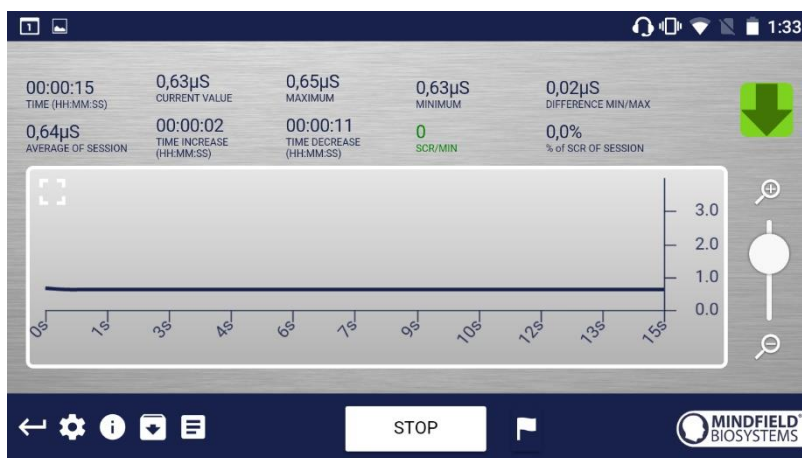 1
1:33
00:00:15
TIME (HH:MM:SS)
0,63µS
CURRENT VALUE
0,65µS
MAXIMUM
0,63µS
MINIMUM
0,02µS
DIFFERENCE MIN/MAX
0,64µS
AVERAGE OF SESSION
00:00:02
TIME INCREASE
(HH:MM:SS)
00:00:11
TIME DECREASE
(HH:MM:SS)
0
SCR/MIN
0,0%
% of SCR OF SESSION
3.0
2.0
1.0
0.0
0s 1s 3s 4s 6s 7s 9s 10s 12s 13s 15s
STOP
MINDFIELD®
BIOSYSTEMS